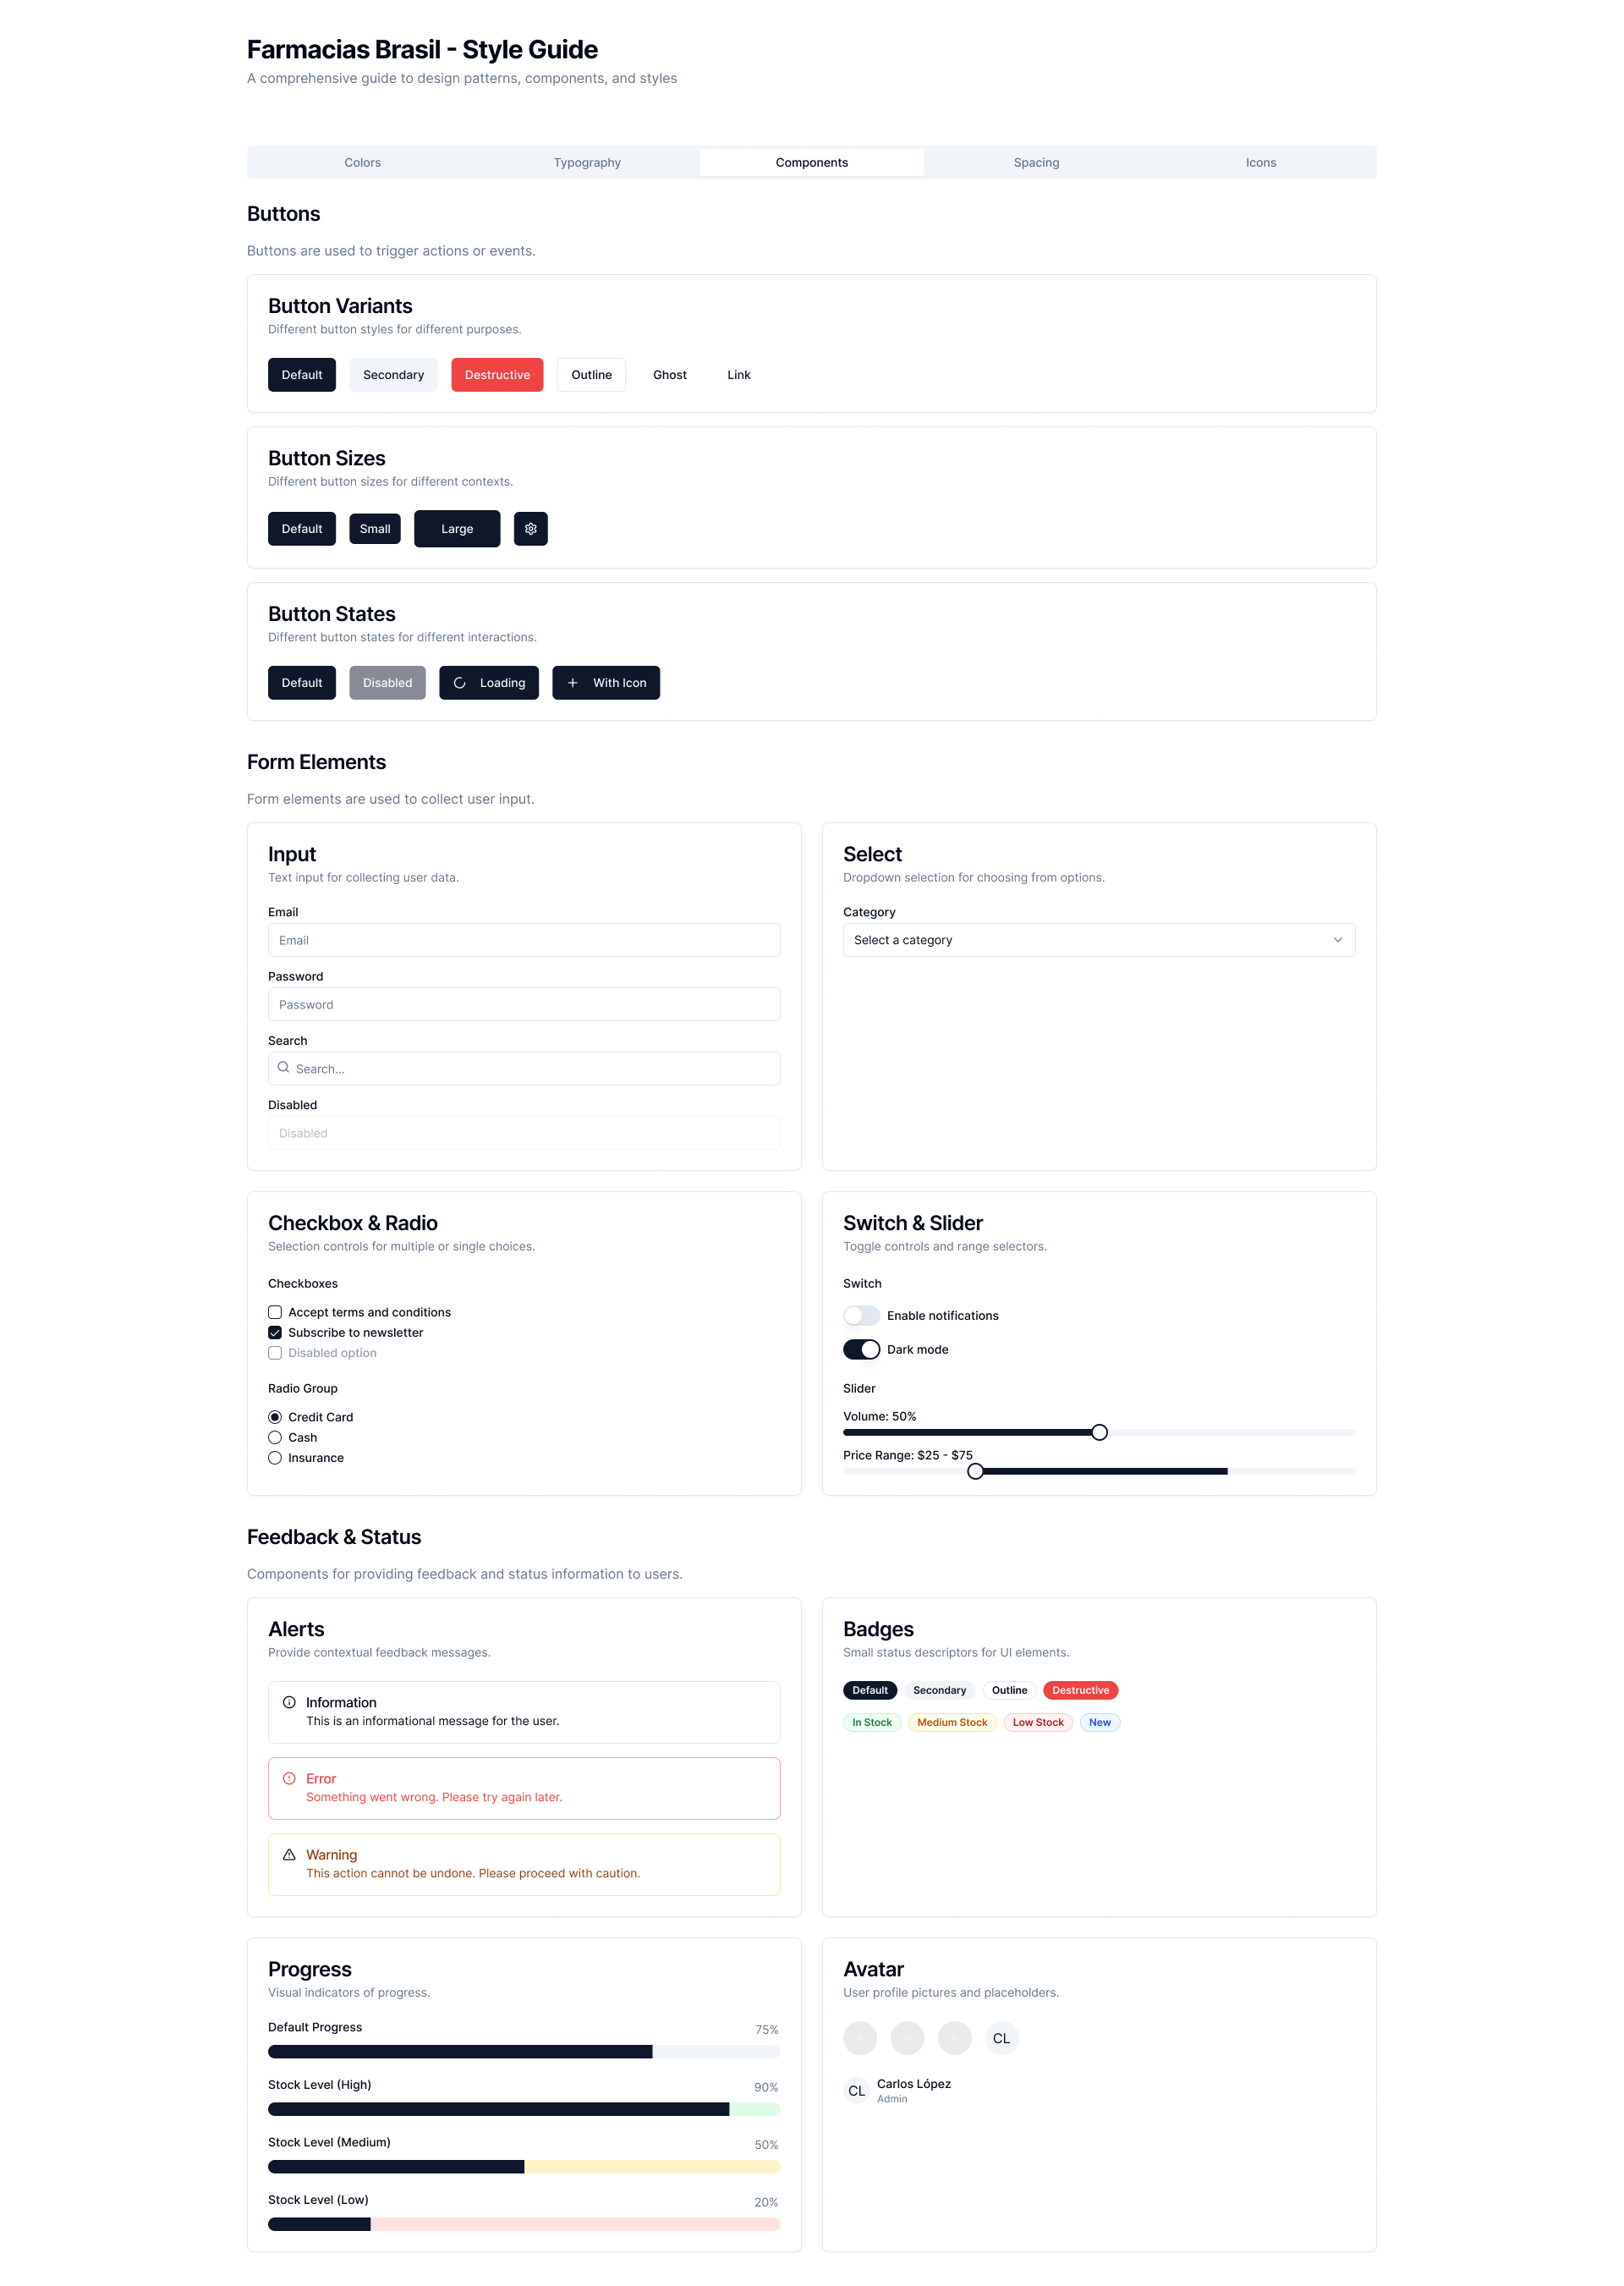 Farmacias Brasil - Style Guide
A comprehensive guide to design patterns, components, and styles
Colors
Typography
Components
Spacing
Icons
Buttons
Buttons are used to trigger actions or events.
Button Variants
Different button styles for different purposes.
Default
Secondary
Destructive
Outline
Ghost
Link
Button Sizes
Different button sizes for different contexts.
Default
Small
Large
Button States
Different button states for different interactions.
Default
Disabled
Loading
With Icon
Form Elements
Form elements are used to collect user input.
Input
Text input for collecting user data.
Email
Email
Password
Password
Search
Search...
Disabled
Disabled
Select
Dropdown selection for choosing from options.
Category
Select a category
Checkbox & Radio
Selection controls for multiple or single choices.
Checkboxes
Accept terms and conditions
Subscribe to newsletter
Disabled option
Radio Group
Credit Card
Cash
Insurance
Switch & Slider
Toggle controls and range selectors.
Switch
Enable notifications
Dark mode
Slider
Volume: 50%
Price Range: $25 - $75
Feedback & Status
Components for providing feedback and status information to users.
Alerts
Provide contextual feedback messages.
Information
This is an informational message for the user.
Error
Something went wrong. Please try again later.
Warning
This action cannot be undone. Please proceed with caution.
Badges
Small status descriptors for UI elements.
Default
Secondary
Outline
Destructive
In Stock
Medium Stock
Low Stock
New
Progress
Visual indicators of progress.
Default Progress
75%
Stock Level (High)
90%
Stock Level (Medium)
50%
Stock Level (Low)
20%
Avatar
User profile pictures and placeholders.
CL
CL
Carlos López
Admin